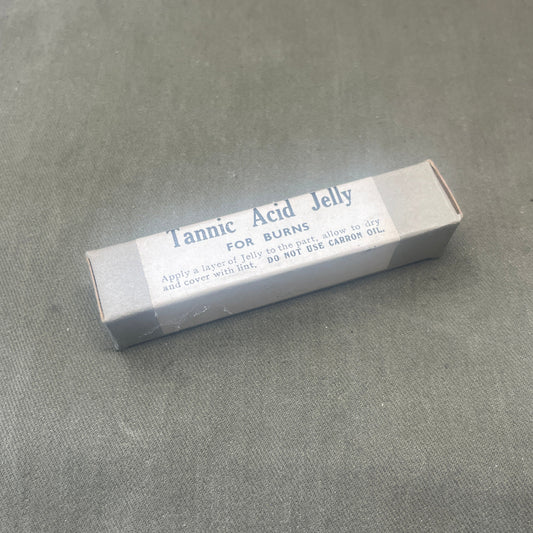 Tannic Acid Jelly
FOR BURNS
Apply a layer of Jelly to the part, allow to dry
and cover with lint. DO NOT USE CARRON OIL.